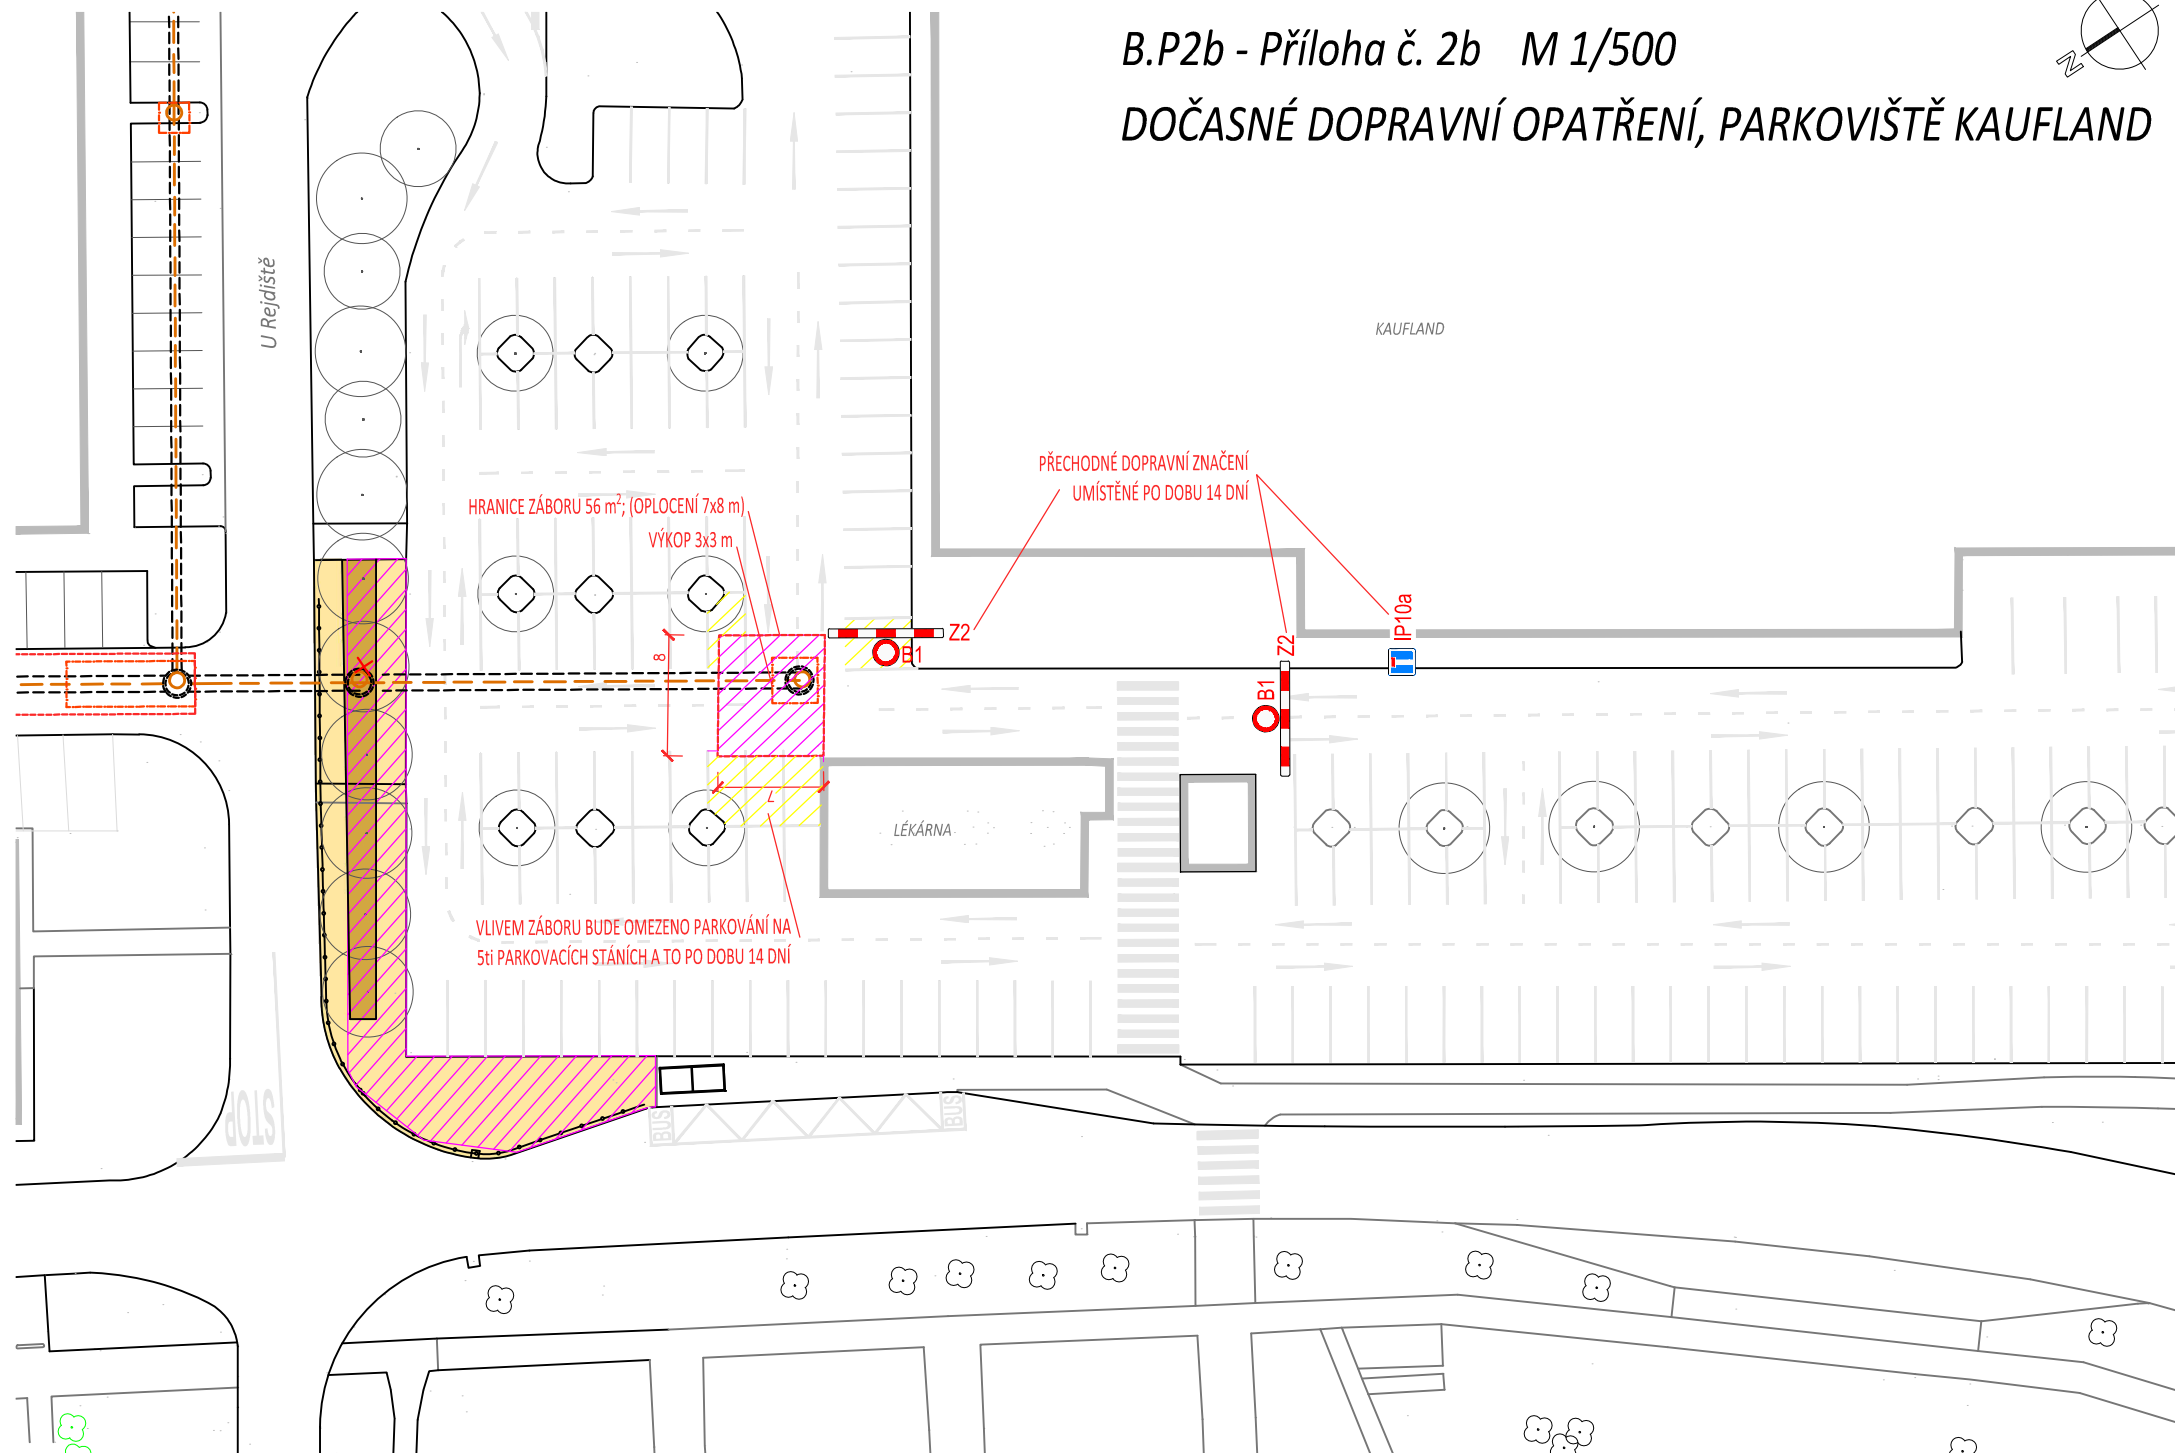 B.P2b - Příloha č. 2b M 1/500
DOČASNÉ DOPRAVNÍ OPATŘENÍ, PARKOVIŠTĚ KAUFLAND
Z
U Rejdiště
KAUFLAND
PŘECHODNÉ DOPRAVNÍ ZNAČENÍ
UMÍSTĚNÉ PO DOBU 14 DNÍ
HRANICE ZÁBORU 56 m²; (OPLOCENÍ 7x8 m)
VÝKOP 3x3 m
Z2
B1
8
7
Z2
B1
IP10a
LÉKÁRNA
VLIVEM ZÁBORU BUDE OMEZENO PARKOVÁNÍ NA
5ti PARKOVACÍCH STÁNÍCH A TO PO DOBU 14 DNÍ
STOP
BUS
BUS